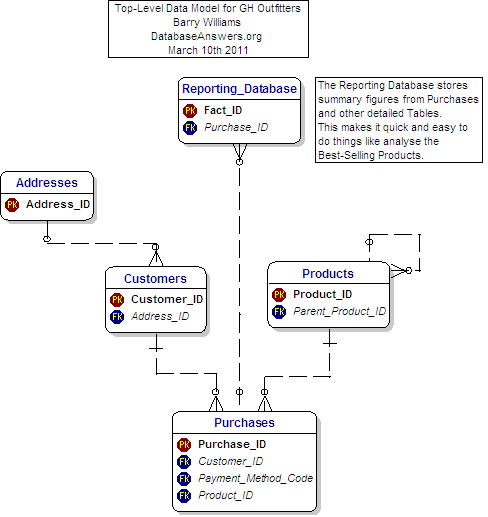 Top-Level Data Model for GH Outfitters
Barry Williams
DatabaseAnswers.org
March 10th 2011
Reporting_Database
PK Fact_ID
FK Purchase_ID
The Reporting Database stores
summary figures from Purchases
and other detailed Tables.
This makes it quick and easy to
do things like analyse the
Best-Selling Products.
Addresses
PK Address_ID
Customers
PK Customer_ID
FK Address_ID
Products
PK Product_ID
FK Parent_Product_ID
Purchases
PK Purchase_ID
FK Customer_ID
FK Payment_Method_Code
FK Product_ID